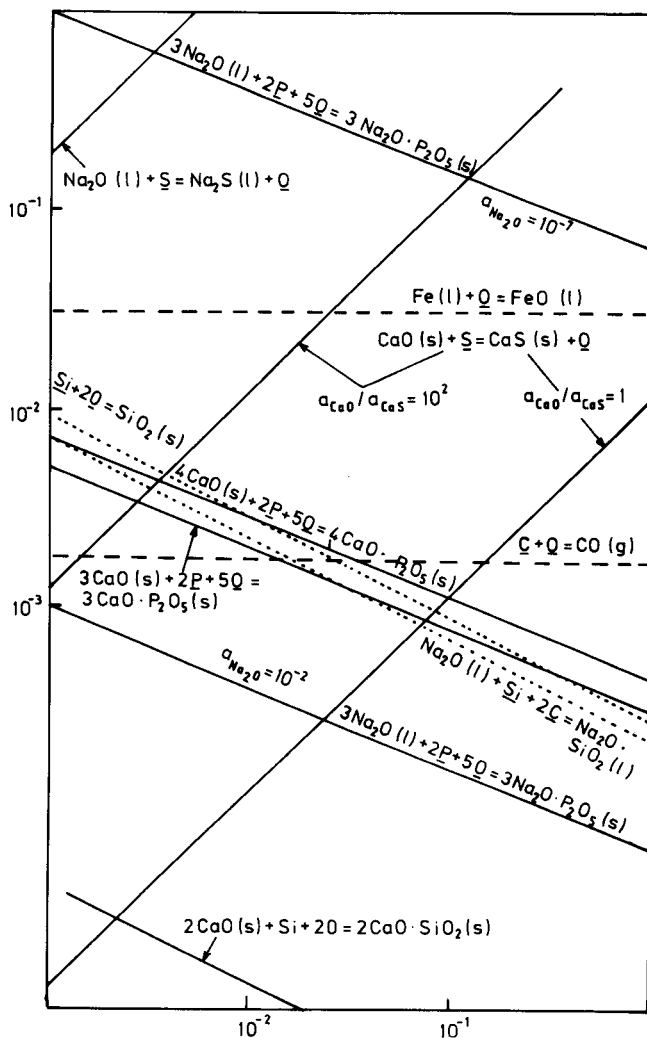 3Na₂O (l) + 2P + 5O = 3 Na₂O · P₂O₅ (s)
Na₂O (l) + S = Na₂S (l) + O
10⁻¹
a_Na₂O = 10⁻⁷
Fe (l) + O = FeO (l)
CaO (s) + S = CaS (s) + O
a_CaO / a_CaS = 10²
a_CaO / a_CaS = 1
10⁻²
Si + 2O = SiO₂ (s)
4CaO (s) + 2P + 5O = 4CaO · P₂O₅ (s)
C + O = CO (g)
3CaO (s) + 2P + 5O =
3CaO · P₂O₅ (s)
10⁻³
a_Na₂O = 10⁻²
Na₂O (l) + Si + 2C = Na₂O ·
SiO₂ (l)
3Na₂O (l) + 2P + 5O = 3Na₂O · P₂O₅ (s)
2CaO (s) + Si + 2O = 2CaO · SiO₂ (s)
10⁻²
10⁻¹